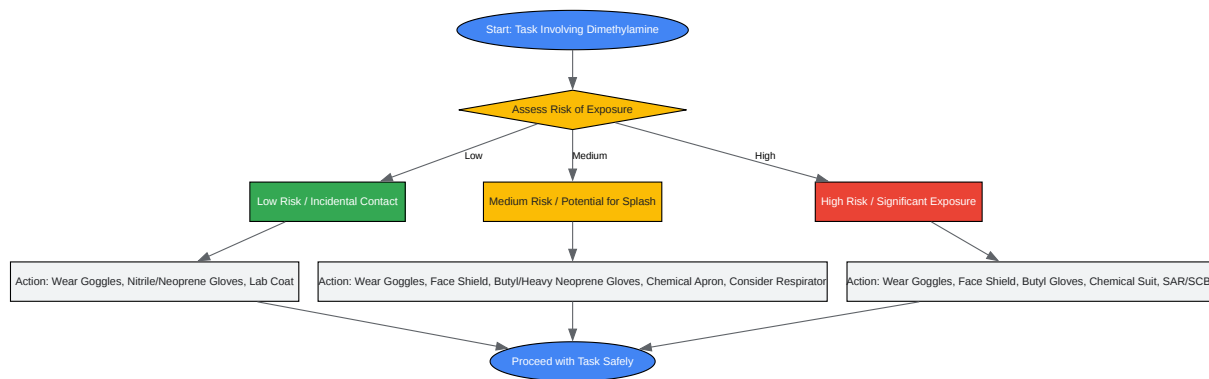 Start: Task Involving Dimethylamine
Assess Risk of Exposure
Low
Medium
High
Low Risk / Incidental Contact
Medium Risk / Potential for Splash
High Risk / Significant Exposure
Action: Wear Goggles, Nitrile/Neoprene Gloves, Lab Coat
Action: Wear Goggles, Face Shield, Butyl/Heavy Neoprene Gloves, Chemical Apron, Consider Respirator
Action: Wear Goggles, Face Shield, Butyl Gloves, Chemical Suit, SAR/SCB
Proceed with Task Safely